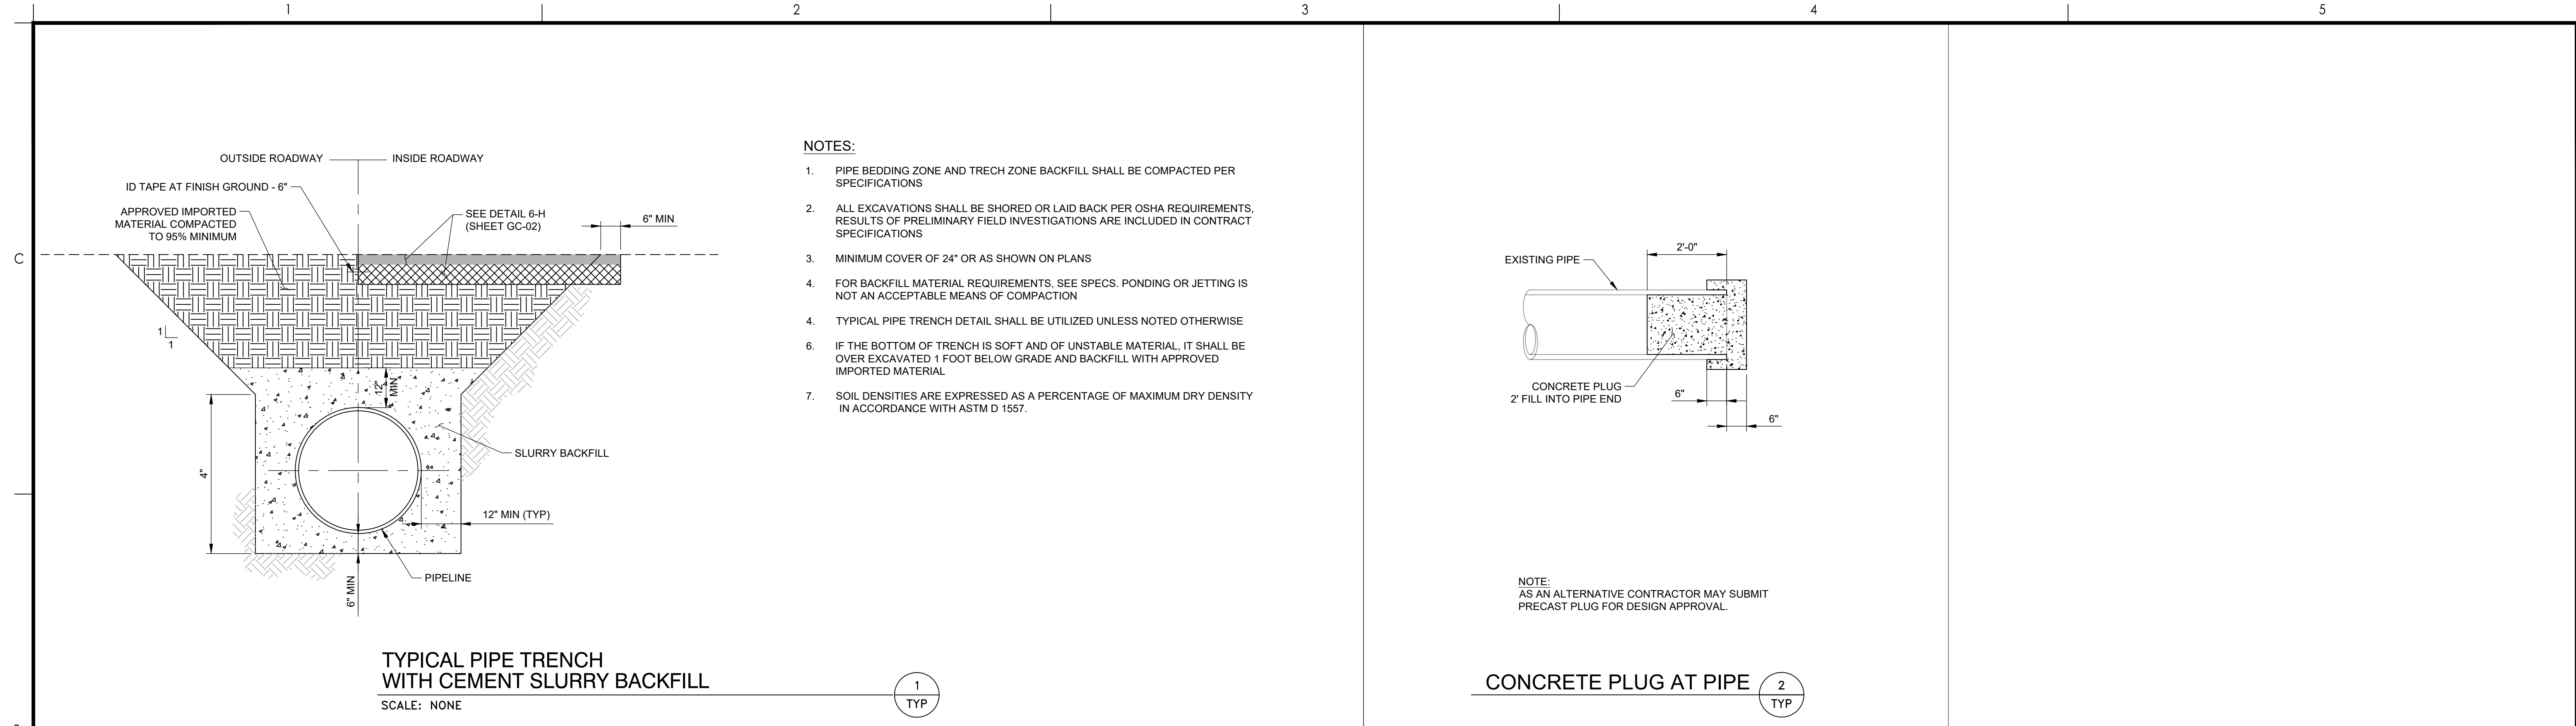 1
2
3
4
5
C
OUTSIDE ROADWAY
INSIDE ROADWAY
ID TAPE AT FINISH GROUND - 6"
APPROVED IMPORTED
MATERIAL COMPACTED
TO 95% MINIMUM
SEE DETAIL 6-H
(SHEET GC-02)
6" MIN
1
1
12"
MIN
4"
SLURRY BACKFILL
12" MIN (TYP)
6" MIN
PIPELINE
TYPICAL PIPE TRENCH
WITH CEMENT SLURRY BACKFILL
SCALE: NONE
1
TYP
NOTES:
1. PIPE BEDDING ZONE AND TRECH ZONE BACKFILL SHALL BE COMPACTED PER
SPECIFICATIONS
2. ALL EXCAVATIONS SHALL BE SHORED OR LAID BACK PER OSHA REQUIREMENTS,
RESULTS OF PRELIMINARY FIELD INVESTIGATIONS ARE INCLUDED IN CONTRACT
SPECIFICATIONS
3. MINIMUM COVER OF 24" OR AS SHOWN ON PLANS
4. FOR BACKFILL MATERIAL REQUIREMENTS, SEE SPECS. PONDING OR JETTING IS
NOT AN ACCEPTABLE MEANS OF COMPACTION
4. TYPICAL PIPE TRENCH DETAIL SHALL BE UTILIZED UNLESS NOTED OTHERWISE
6. IF THE BOTTOM OF TRENCH IS SOFT AND OF UNSTABLE MATERIAL, IT SHALL BE
OVER EXCAVATED 1 FOOT BELOW GRADE AND BACKFILL WITH APPROVED
IMPORTED MATERIAL
7. SOIL DENSITIES ARE EXPRESSED AS A PERCENTAGE OF MAXIMUM DRY DENSITY
IN ACCORDANCE WITH ASTM D 1557.
2'-0"
EXISTING PIPE
CONCRETE PLUG
2' FILL INTO PIPE END
6"
6"
NOTE:
AS AN ALTERNATIVE CONTRACTOR MAY SUBMIT
PRECAST PLUG FOR DESIGN APPROVAL.
CONCRETE PLUG AT PIPE
2
TYP